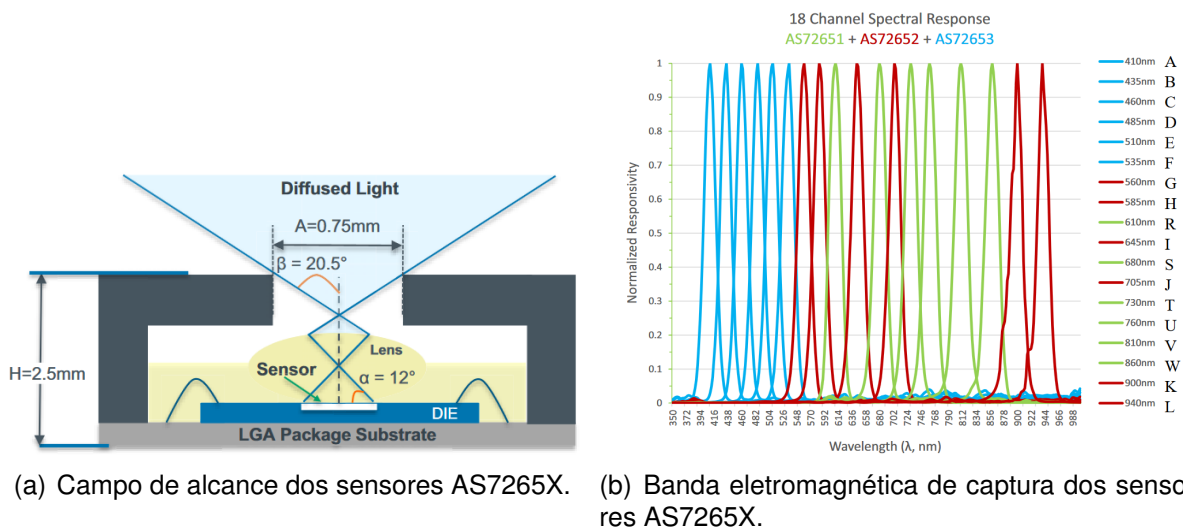 Diffused Light
A=0.75mm
β = 20.5°
H=2.5mm
Lens
Sensor
α = 12°
DIE
LGA Package Substrate
(a) Campo de alcance dos sensores AS7265X.
18 Channel Spectral Response
AS72651 + AS72652 + AS72653
Normalized Responsivity
1
0.9
0.8
0.7
0.6
0.5
0.4
0.3
0.2
0.1
0
350 372 394 416 438 460 482 504 526 548 570 592 614 636 658 680 702 724 746 768 790 812 834 856 878 900 922 944 966 988
Wavelength (λ, nm)
410nm A
435nm B
460nm C
485nm D
510nm E
535nm F
560nm G
585nm H
610nm R
645nm I
680nm S
705nm J
730nm T
760nm U
810nm V
860nm W
900nm K
940nm L
(b) Banda eletromagnética de captura dos senso
res AS7265X.